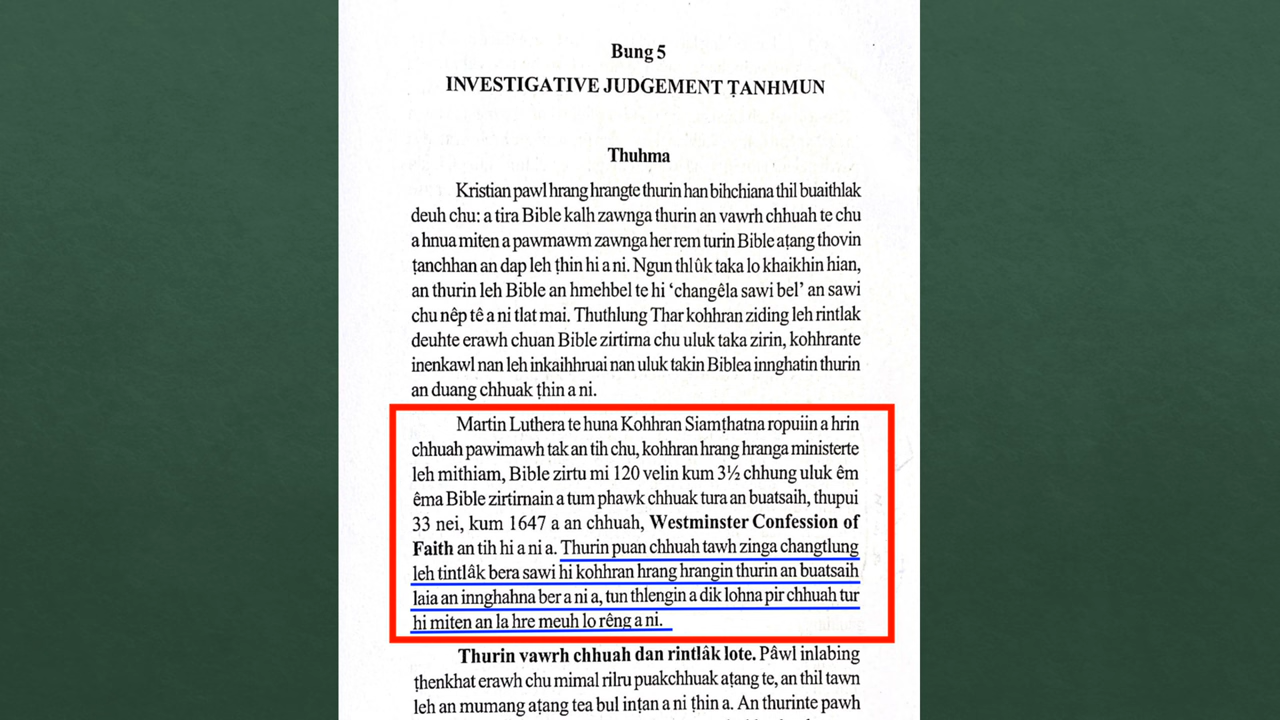 Bung 5
INVESTIGATIVE JUDGEMENT ṬANHMUN
Thuhma
Kristian pawl hrang hrangte thurin han bihchiana thil buaithlak
deuh chu: a tira Bible kalh zawnga thurin an vawrh chhuah te chu
a hnua miten a pawmawm zawnga her rem turin Bible aṭang thovin
ṭanchhan an dap leh ṭhin hi a ni. Ngun thlûk taka lo khaikhin hian,
an thurin leh Bible an hmehbel te hi ‘changêla sawi bel’ an sawi
chu nêp tê a ni tlat mai. Thuthlung Thar kohhran ziding leh rintlak
deuhte erawh chuan Bible zirtirna chu uluk taka zirin, kohhrante
inenkawl nan leh inkaihhruai nan uluk takin Biblea innghatin thurin
an duang chhuak ṭhin a ni.
Martin Luthera te huna Kohhran Siamṭhatna ropuiin a hrin
chhuah pawimawh tak an tih chu, kohhran hrang hranga ministerte
leh mithiam, Bible zirtu mi 120 velin kum 3½ chhung uluk êm
êma Bible zirtirnain a tum phawk chhuak tura an buatsaih, thupui
33 nei, kum 1647 a an chhuah, Westminster Confession of
Faith an tih hi a ni a. Thurin puan chhuah tawh zinga changtlung
leh tintlâk bera sawi hi kohhran hrang hrangin thurin an buatsaih
laia an innghahna ber a ni a, tun thlengin a dik lohna pir chhuah tur
hi miten an la hre meuh lo rêng a ni.
Thurin vawrh chhuah dan rintlâk lote. Pâwl inlabing
ṭhenkhat erawh chu mimal rilru puakchhuak aṭang te, an thil tawn
leh an mumang aṭang tea bul inṭan a ni ṭhin a. An thurinte pawh